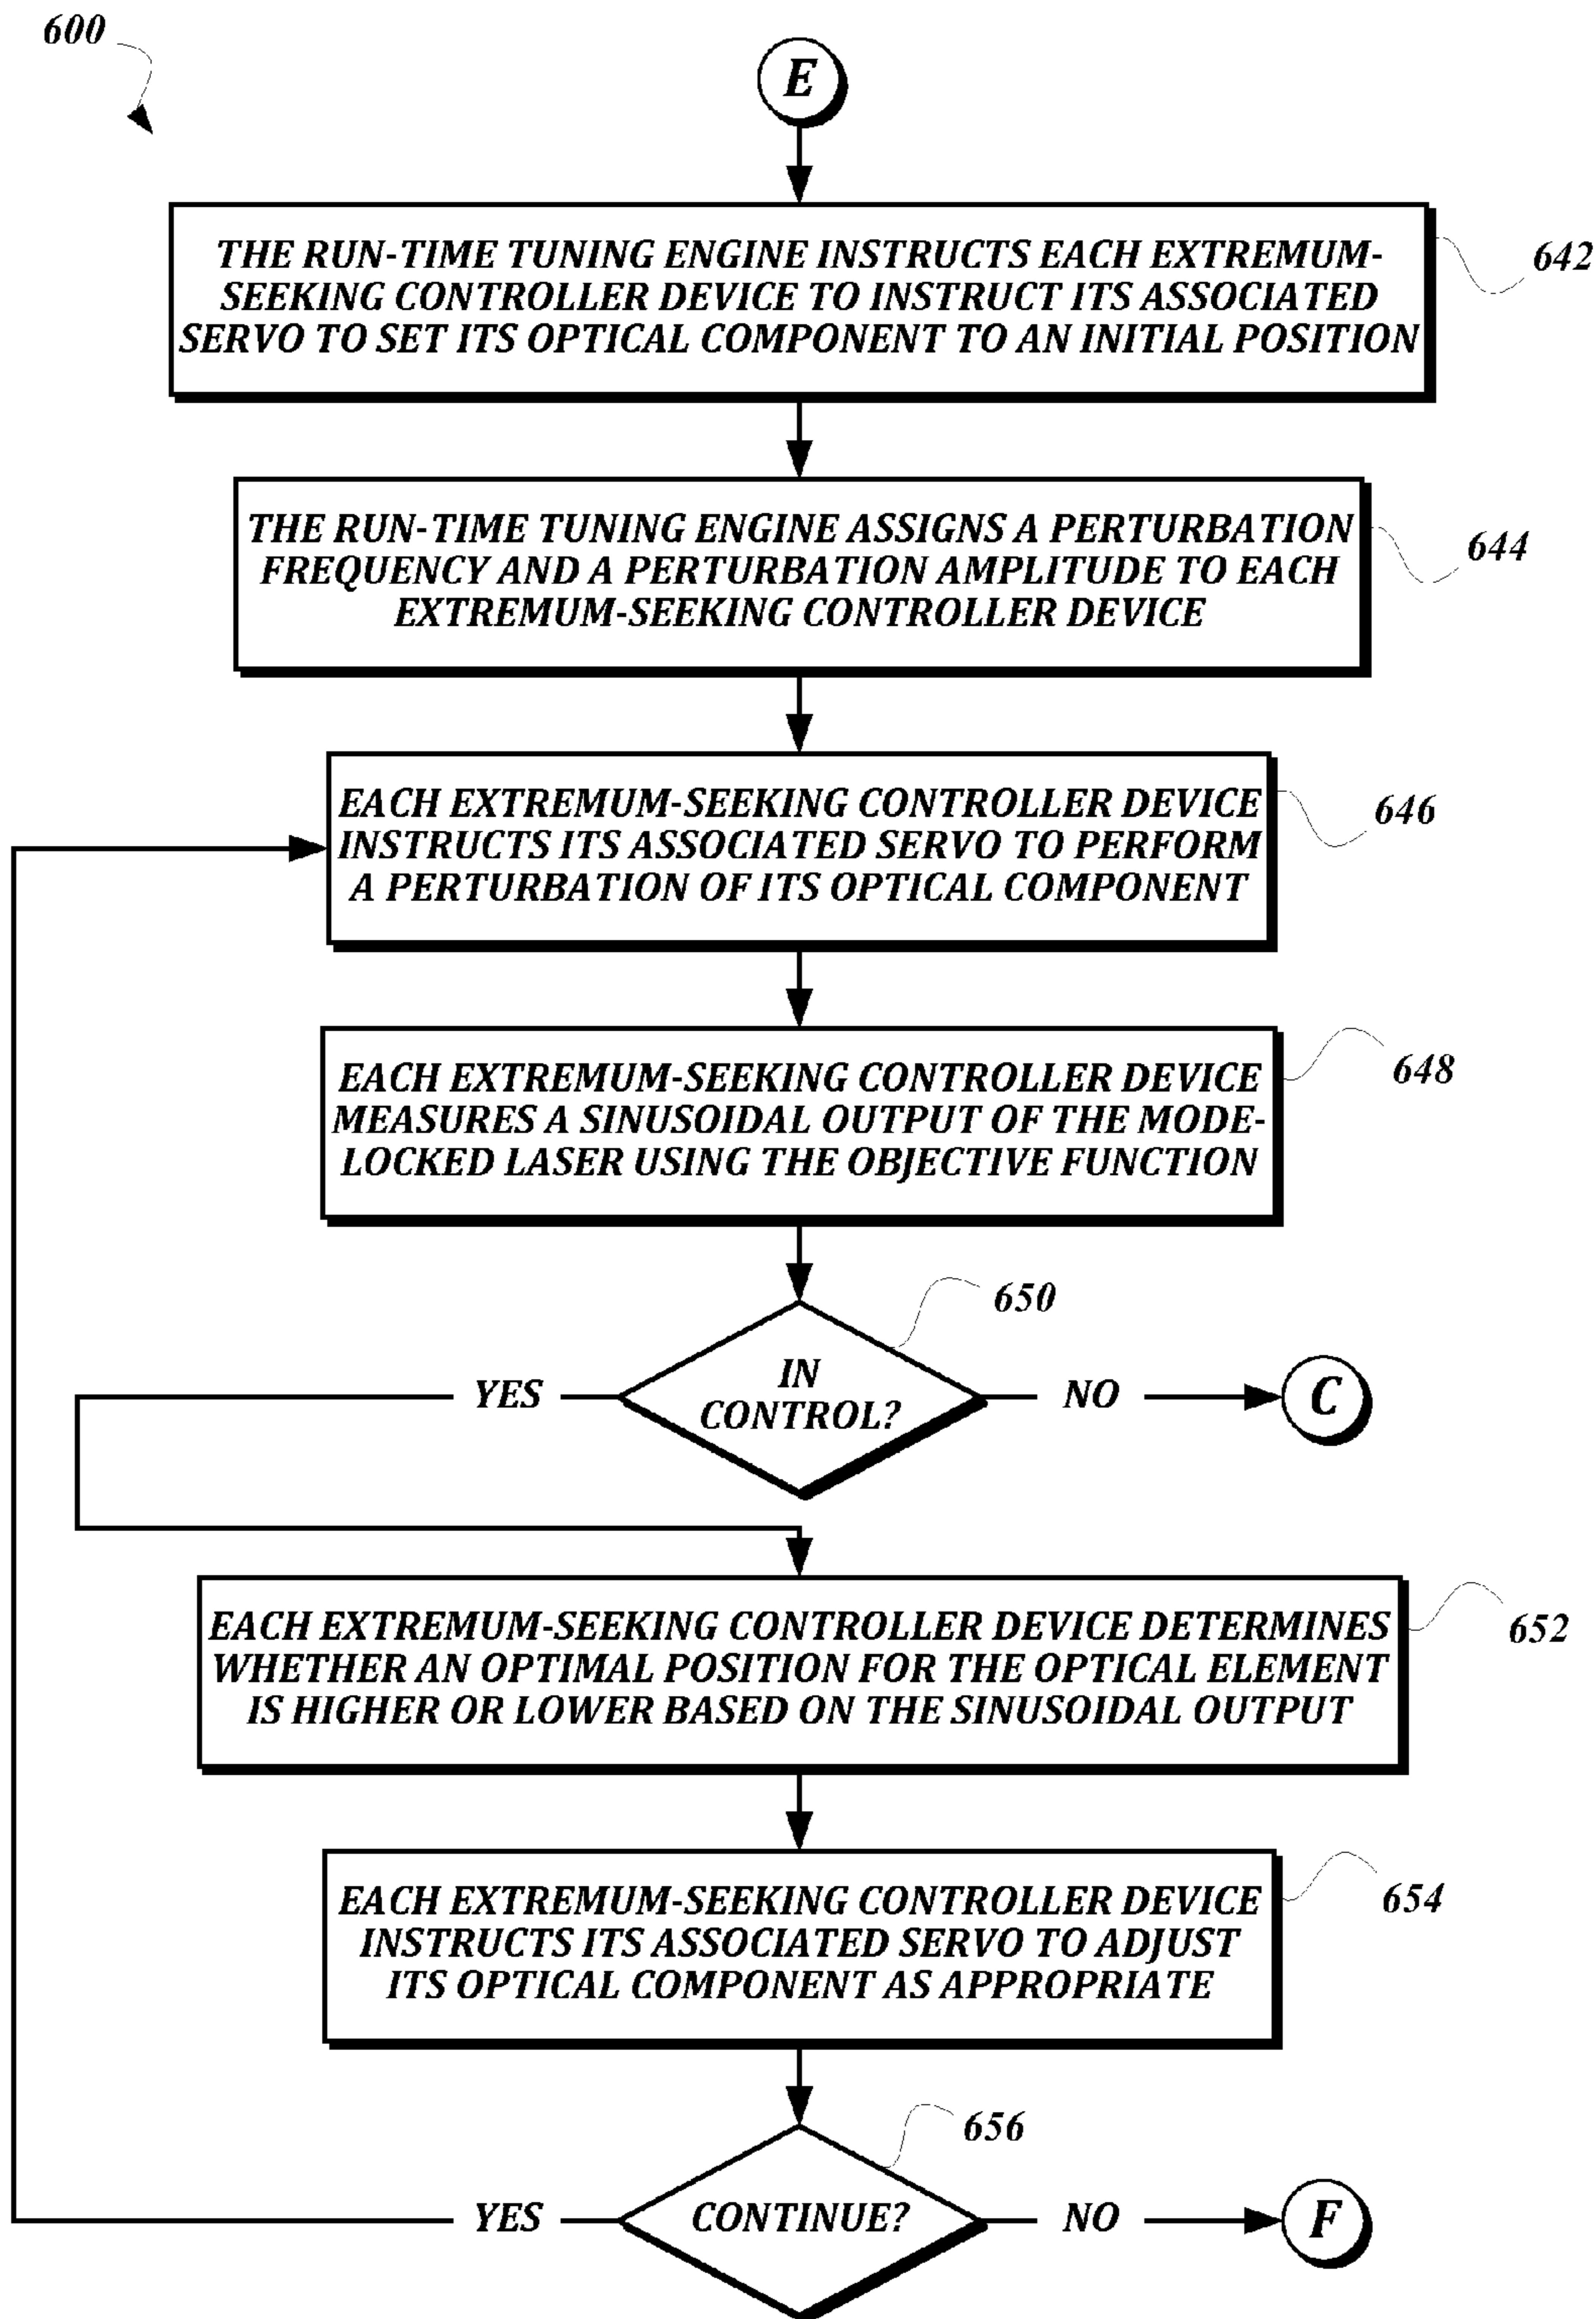 600
E
THE RUN-TIME TUNING ENGINE INSTRUCTS EACH EXTREMUM-
SEEKING CONTROLLER DEVICE TO INSTRUCT ITS ASSOCIATED
SERVO TO SET ITS OPTICAL COMPONENT TO AN INITIAL POSITION
642
THE RUN-TIME TUNING ENGINE ASSIGNS A PERTURBATION
FREQUENCY AND A PERTURBATION AMPLITUDE TO EACH
EXTREMUM-SEEKING CONTROLLER DEVICE
644
EACH EXTREMUM-SEEKING CONTROLLER DEVICE
INSTRUCTS ITS ASSOCIATED SERVO TO PERFORM
A PERTURBATION OF ITS OPTICAL COMPONENT
646
EACH EXTREMUM-SEEKING CONTROLLER DEVICE
MEASURES A SINUSOIDAL OUTPUT OF THE MODE-
LOCKED LASER USING THE OBJECTIVE FUNCTION
648
650
IN
CONTROL?
YES
NO
C
EACH EXTREMUM-SEEKING CONTROLLER DEVICE DETERMINES
WHETHER AN OPTIMAL POSITION FOR THE OPTICAL ELEMENT
IS HIGHER OR LOWER BASED ON THE SINUSOIDAL OUTPUT
652
EACH EXTREMUM-SEEKING CONTROLLER DEVICE
INSTRUCTS ITS ASSOCIATED SERVO TO ADJUST
ITS OPTICAL COMPONENT AS APPROPRIATE
654
656
YES
CONTINUE?
NO
F